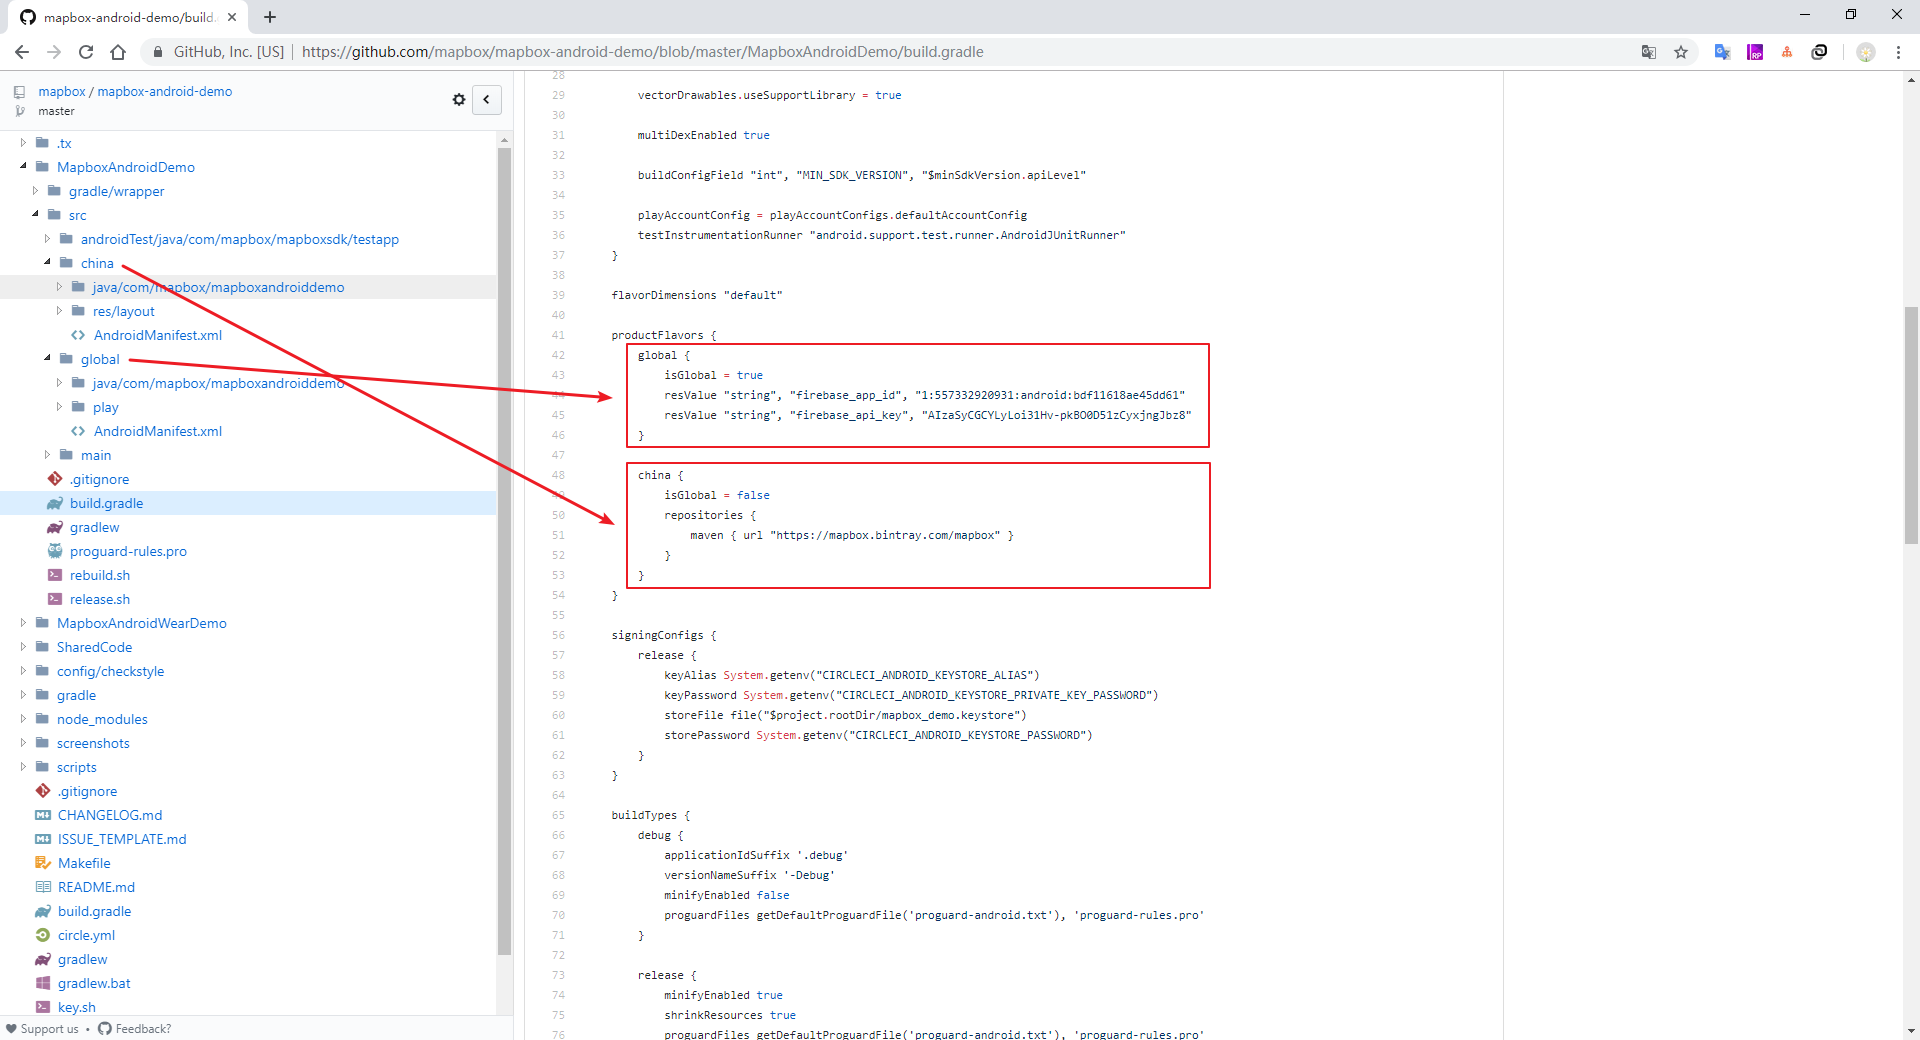 mapbox-android-demo/build.
GitHub, Inc. [US] | https://github.com/mapbox/mapbox-android-demo/blob/master/MapboxAndroidDemo/build.gradle
mapbox / mapbox-android-demo
master
.tx
MapboxAndroidDemo
gradle/wrapper
src
androidTest/java/com/mapbox/mapboxsdk/testapp
china
java/com/mapbox/mapboxandroiddemo
res/layout
AndroidManifest.xml
global
java/com/mapbox/mapboxandroiddemo
play
AndroidManifest.xml
main
.gitignore
build.gradle
gradlew
proguard-rules.pro
rebuild.sh
release.sh
MapboxAndroidWearDemo
SharedCode
config/checkstyle
gradle
node_modules
screenshots
scripts
.gitignore
CHANGELOG.md
ISSUE_TEMPLATE.md
Makefile
README.md
build.gradle
circle.yml
gradlew
gradlew.bat
key.sh
Support us • Feedback?
28
29 vectorDrawables.useSupportLibrary = true
30
31 multiDexEnabled true
32
33 buildConfigField "int", "MIN_SDK_VERSION", "$minSdkVersion.apiLevel"
34
35 playAccountConfig = playAccountConfigs.defaultAccountConfig
36 testInstrumentationRunner "android.support.test.runner.AndroidJUnitRunner"
37 }
38
39 flavorDimensions "default"
40
41 productFlavors {
42 global {
43 isGlobal = true
44 resValue "string", "firebase_app_id", "1:557332920931:android:bdf11618ae45dd61"
45 resValue "string", "firebase_api_key", "AIzaSyCGCYLyLoi31Hv-pkBO0D51zCyxjngJbz8"
46 }
47
48 china {
49 isGlobal = false
50 repositories {
51 maven { url "https://mapbox.bintray.com/mapbox" }
52 }
53 }
54 }
55
56 signingConfigs {
57 release {
58 keyAlias System.getenv("CIRCLECI_ANDROID_KEYSTORE_ALIAS")
59 keyPassword System.getenv("CIRCLECI_ANDROID_KEYSTORE_PRIVATE_KEY_PASSWORD")
60 storeFile file("$project.rootDir/mapbox_demo.keystore")
61 storePassword System.getenv("CIRCLECI_ANDROID_KEYSTORE_PASSWORD")
62 }
63 }
64
65 buildTypes {
66 debug {
67 applicationIdSuffix '.debug'
68 versionNameSuffix '-Debug'
69 minifyEnabled false
70 proguardFiles getDefaultProguardFile('proguard-android.txt'), 'proguard-rules.pro'
71 }
72
73 release {
74 minifyEnabled true
75 shrinkResources true
76 proguardFiles getDefaultProguardFile('proguard-android.txt'), 'proguard-rules.pro'